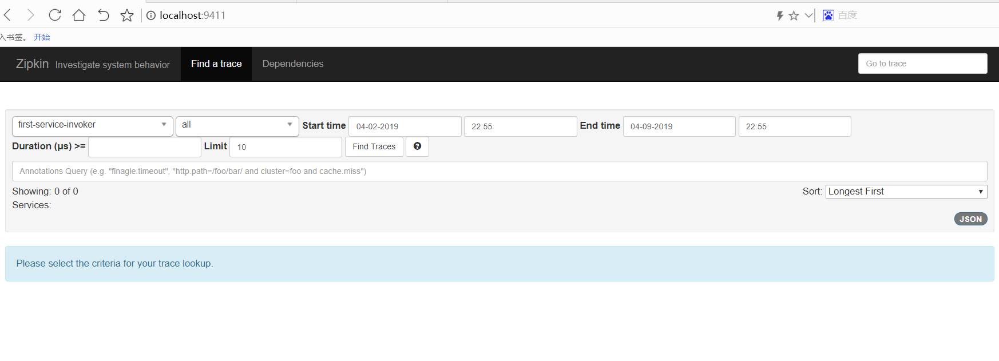 localhost:9411 百度
入书签。 开始
Zipkin Investigate system behavior Find a trace Dependencies Go to trace
first-service-invoker all Start time 04-02-2019 22:55 End time 04-09-2019 22:55
Duration (μs) >= Limit 10 Find Traces
Annotations Query (e.g. "finagle.timeout", "http.path=/foo/bar/ and cluster=foo and cache.miss")
Showing: 0 of 0 Sort: Longest First
Services:
JSON
Please select the criteria for your trace lookup.